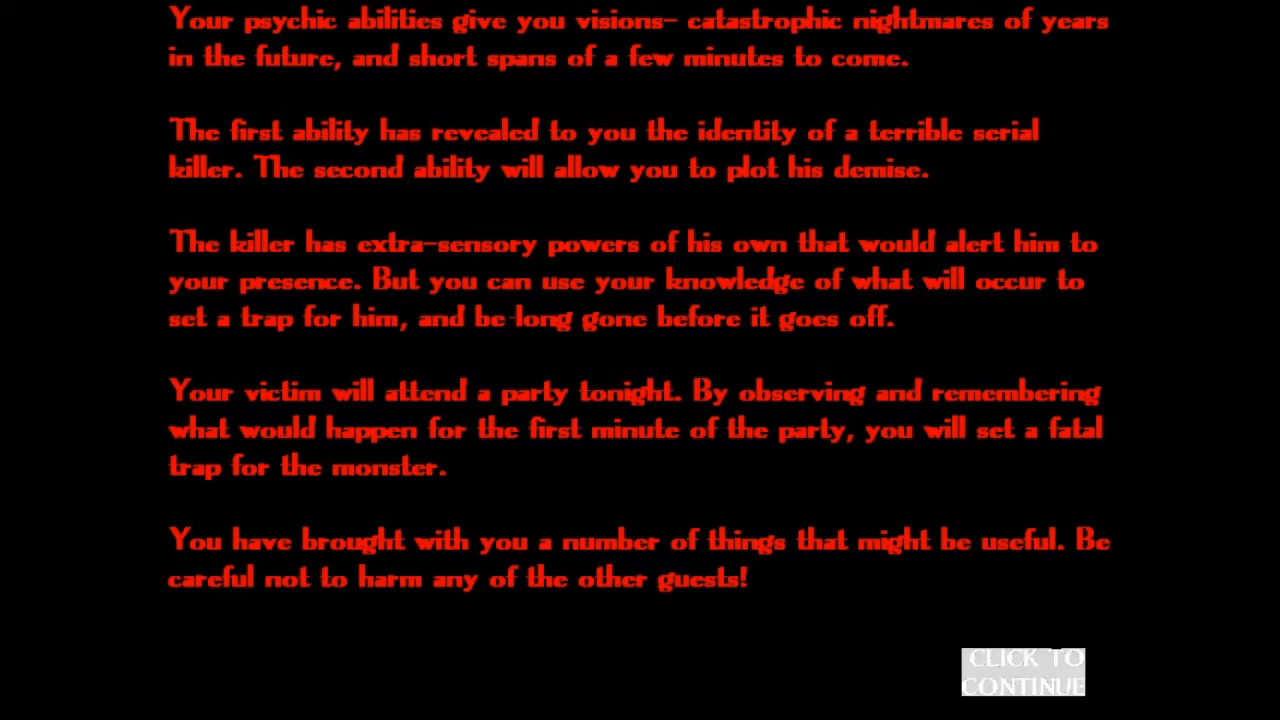 Your psychic abilities give you visions- catastrophic nightmares of years
in the future, and short spans of a few minutes to come.
The first ability has revealed to you the identity of a terrible serial
killer. The second ability will allow you to plot his demise.
The killer has extra-sensory powers of his own that would alert him to
your presence. But you can use your knowledge of what will occur to
set a trap for him, and be long gone before it goes off.
Your victim will attend a party tonight. By observing and remembering
what would happen for the first minute of the party, you will set a fatal
trap for the monster.
You have brought with you a number of things that might be useful. Be
careful not to harm any of the other guests!
CLICK TO
CONTINUE